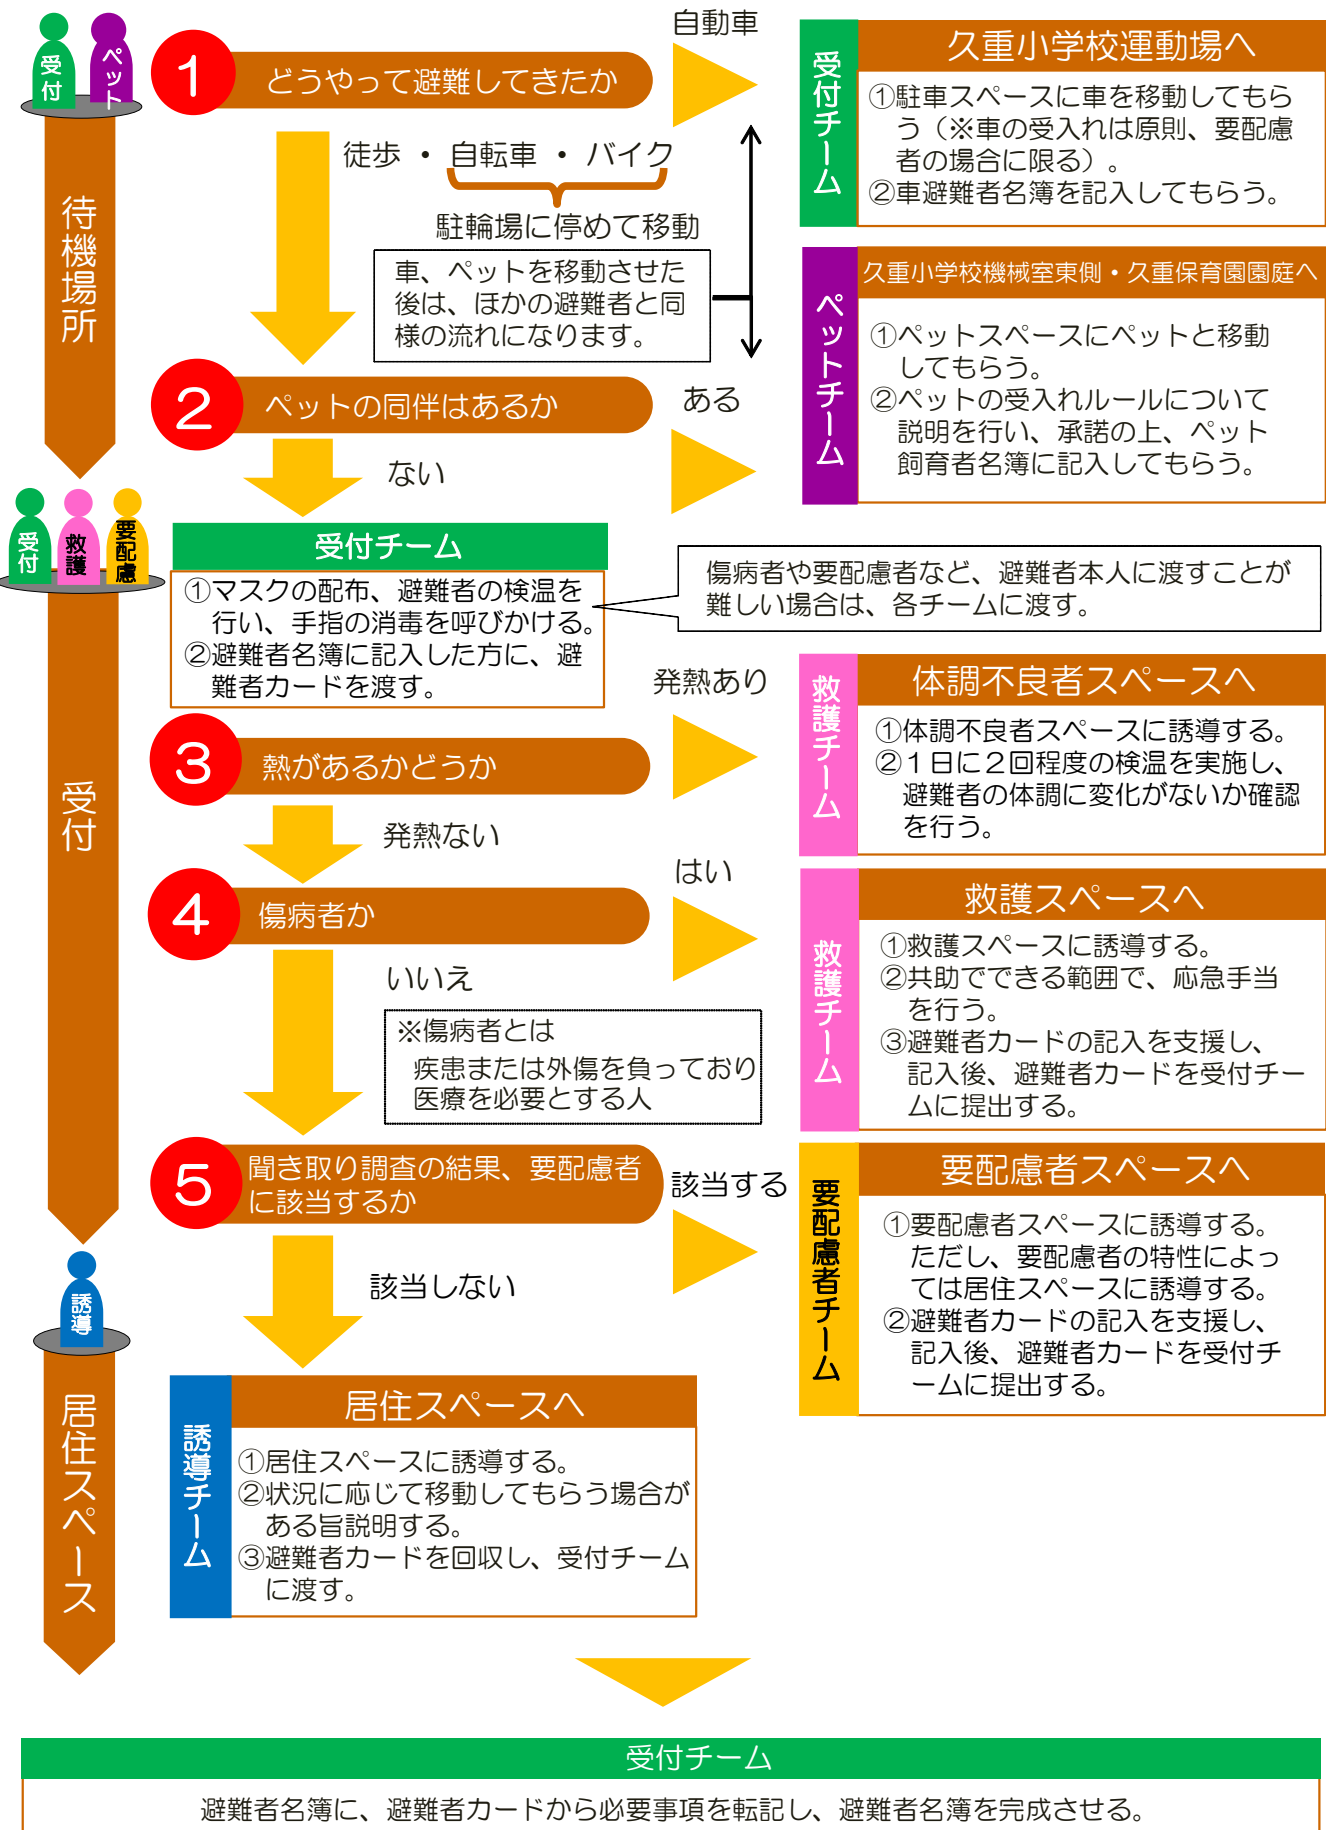 受付
ペット
待機場所
1
どうやって避難してきたか
自動車
徒歩 ・ 自転車 ・ バイク
駐輪場に停めて移動
車、ペットを移動させた
後は、ほかの避難者と同
様の流れになります。
受付チーム
久重小学校運動場へ
①駐車スペースに車を移動してもら
う（※車の受入れは原則、要配慮
者の場合に限る）。
②車避難者名簿を記入してもらう。
2
ペットの同伴はあるか
ある
ない
ペットチーム
久重小学校機械室東側・久重保育園園庭へ
①ペットスペースにペットと移動
してもらう。
②ペットの受入れルールについて
説明を行い、承諾の上、ペット
飼育者名簿に記入してもらう。
受付
救護
要配慮
受付
受付チーム
①マスクの配布、避難者の検温を
行い、手指の消毒を呼びかける。
②避難者名簿に記入した方に、避
難者カードを渡す。
傷病者や要配慮者など、避難者本人に渡すことが
難しい場合は、各チームに渡す。
3
熱があるかどうか
発熱あり
発熱ない
救護チーム
体調不良者スペースへ
①体調不良者スペースに誘導する。
②１日に２回程度の検温を実施し、
避難者の体調に変化がないか確認
を行う。
4
傷病者か
はい
いいえ
※傷病者とは
疾患または外傷を負っており
医療を必要とする人
救護チーム
救護スペースへ
①救護スペースに誘導する。
②共助でできる範囲で、応急手当
を行う。
③避難者カードの記入を支援し、
記入後、避難者カードを受付チー
ムに提出する。
5
聞き取り調査の結果、要配慮者
に該当するか
該当する
該当しない
要配慮者チーム
要配慮者スペースへ
①要配慮者スペースに誘導する。
ただし、要配慮者の特性によっ
ては居住スペースに誘導する。
②避難者カードの記入を支援し、
記入後、避難者カードを受付チ
ームに提出する。
誘導
居住スペース
誘導チーム
居住スペースへ
①居住スペースに誘導する。
②状況に応じて移動してもらう場合が
ある旨説明する。
③避難者カードを回収し、受付チーム
に渡す。
受付チーム
避難者名簿に、避難者カードから必要事項を転記し、避難者名簿を完成させる。